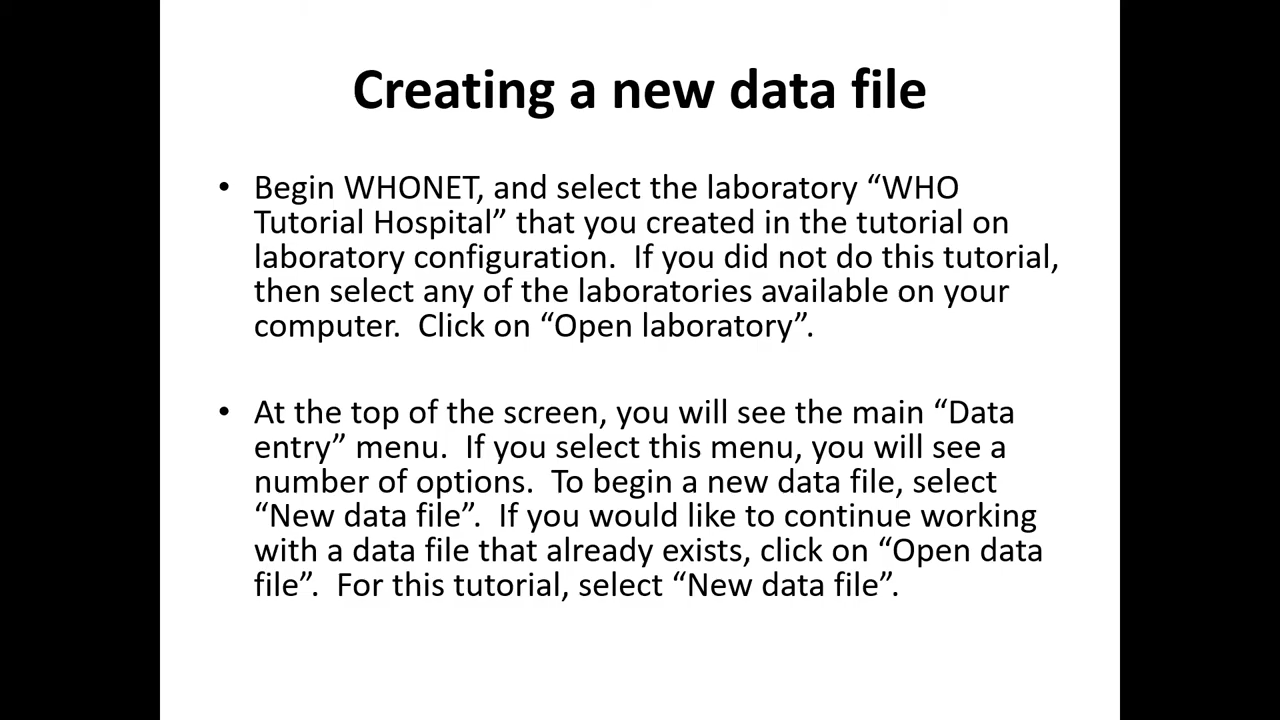 Creating a new data file
• Begin WHONET, and select the laboratory “WHO
Tutorial Hospital” that you created in the tutorial on
laboratory configuration.  If you did not do this tutorial,
then select any of the laboratories available on your
computer.  Click on “Open laboratory”.
• At the top of the screen, you will see the main “Data
entry” menu.  If you select this menu, you will see a
number of options.  To begin a new data file, select
“New data file”.  If you would like to continue working
with a data file that already exists, click on “Open data
file”.  For this tutorial, select “New data file”.